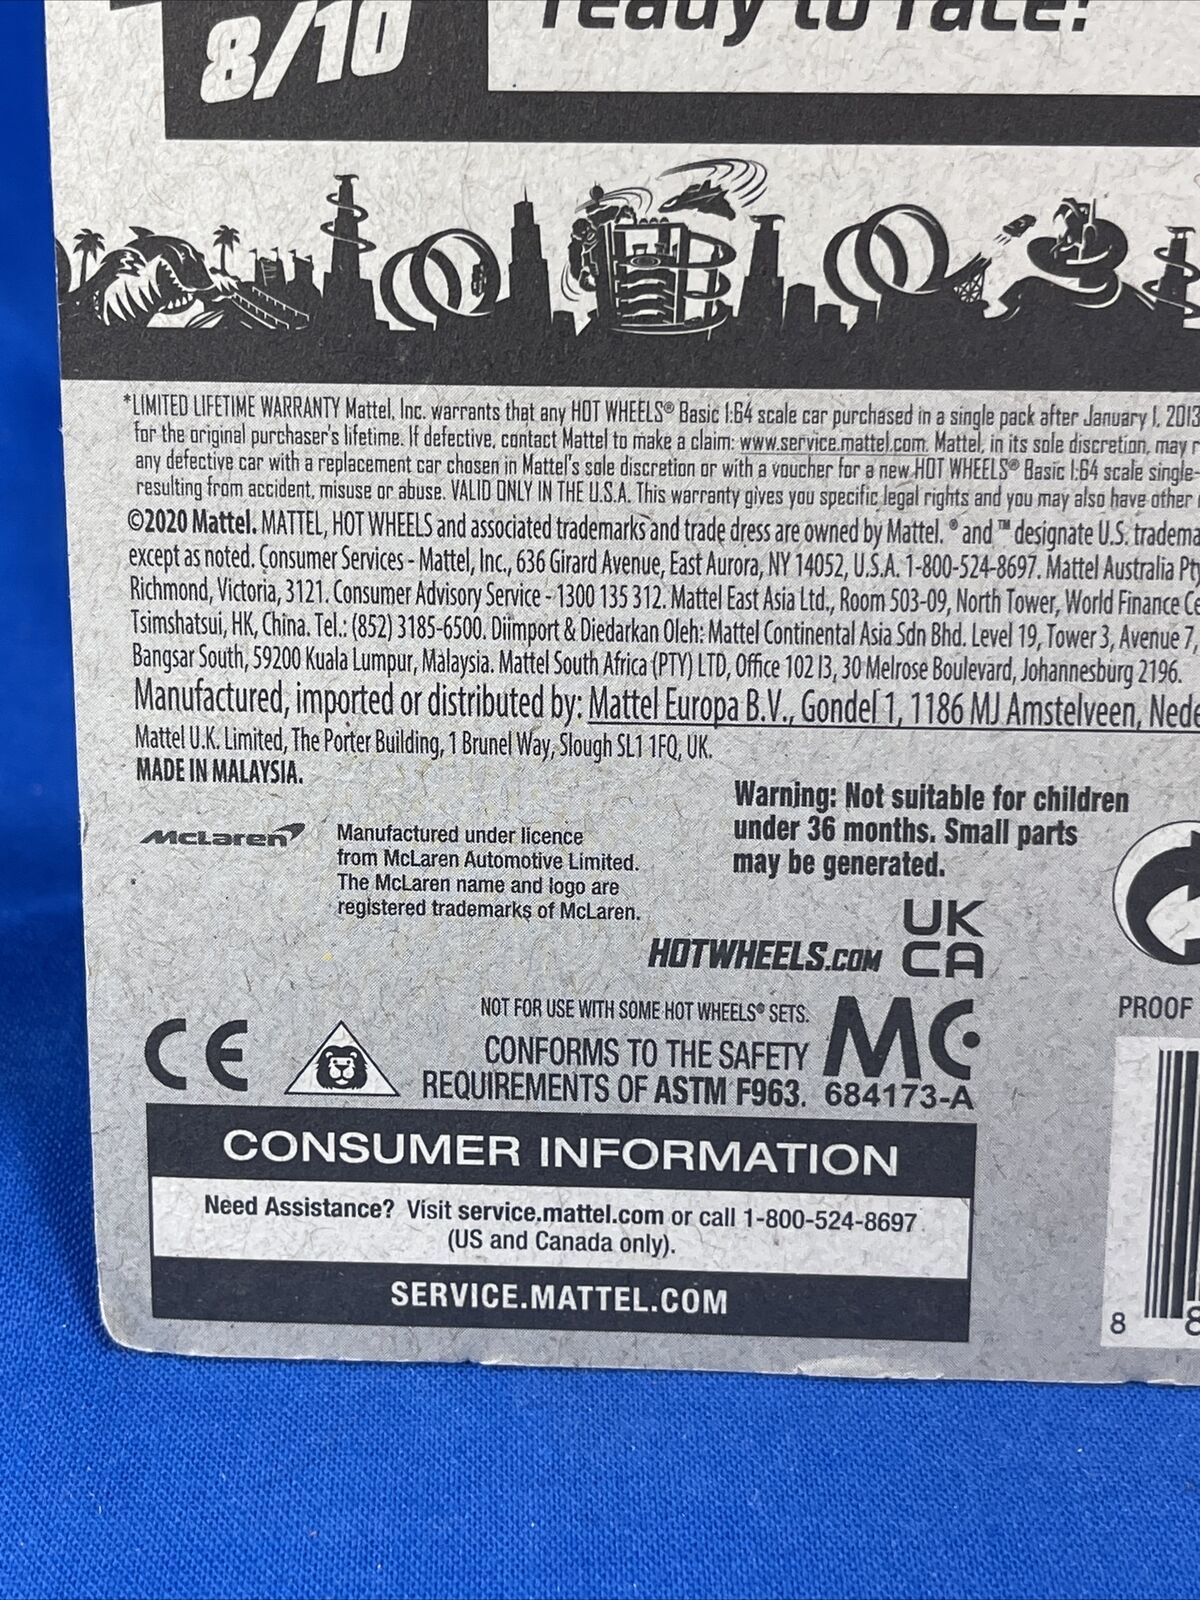 ready to race!
8/10
*LIMITED LIFETIME WARRANTY Mattel, Inc. warrants that any HOT WHEELS® Basic 1:64 scale car purchased in a single pack after January 1, 2013
for the original purchaser's lifetime. If defective, contact Mattel to make a claim: www.service.mattel.com. Mattel, in its sole discretion, may r
any defective car with a replacement car chosen in Mattel's sole discretion or with a voucher for a new HOT WHEELS® Basic 1:64 scale single-
resulting from accident, misuse or abuse. VALID ONLY IN THE U.S.A. This warranty gives you specific legal rights and you may also have other
©2020 Mattel. MATTEL, HOT WHEELS and associated trademarks and trade dress are owned by Mattel. ® and ™ designate U.S. tradema
except as noted. Consumer Services - Mattel, Inc., 636 Girard Avenue, East Aurora, NY 14052, U.S.A. 1-800-524-8697. Mattel Australia Pty
Richmond, Victoria, 3121. Consumer Advisory Service - 1300 135 312. Mattel East Asia Ltd., Room 503-09, North Tower, World Finance Ce
Tsimshatsui, HK, China. Tel.: (852) 3185-6500. Diimport & Diedarkan Oleh: Mattel Continental Asia Sdn Bhd. Level 19, Tower 3, Avenue 7,
Bangsar South, 59200 Kuala Lumpur, Malaysia. Mattel South Africa (PTY) LTD, Office 102 I3, 30 Melrose Boulevard, Johannesburg 2196.
Manufactured, imported or distributed by: Mattel Europa B.V., Gondel 1, 1186 MJ Amstelveen, Nede
Mattel U.K. Limited, The Porter Building, 1 Brunel Way, Slough SL1 1FQ, UK.
MADE IN MALAYSIA.
Warning: Not suitable for children
under 36 months. Small parts
may be generated.
McLaren
Manufactured under licence
from McLaren Automotive Limited.
The McLaren name and logo are
registered trademarks of McLaren.
HOTWHEELS.COM
UK
CA
NOT FOR USE WITH SOME HOT WHEELS® SETS.
CONFORMS TO THE SAFETY
REQUIREMENTS OF ASTM F963.
MC
684173-A
CE
PROOF
CONSUMER INFORMATION
Need Assistance? Visit service.mattel.com or call 1-800-524-8697
(US and Canada only).
SERVICE.MATTEL.COM
8 8